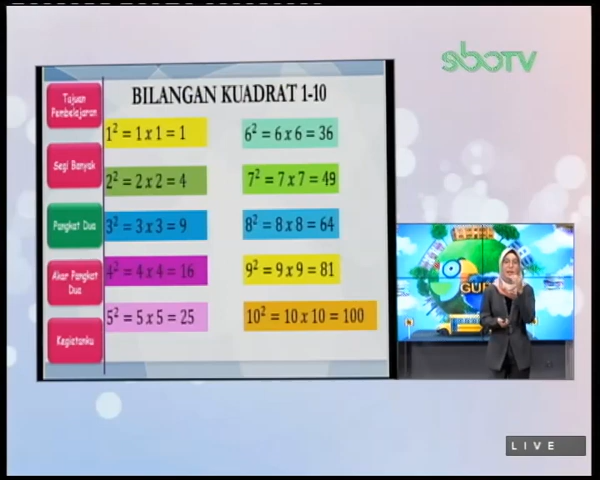 sboTV
BILANGAN KUADRAT 1-10
Tujuan
Pembelajaran
Segi Banyak
Pangkat Dua
Akar Pangkat
Dua
Kegiatanku
1² = 1 x 1 = 1
2² = 2 x 2 = 4
3² = 3 x 3 = 9
4² = 4 x 4 = 16
5² = 5 x 5 = 25
6² = 6 x 6 = 36
7² = 7 x 7 = 49
8² = 8 x 8 = 64
9² = 9 x 9 = 81
10² = 10 x 10 = 100
GUR
LIVE